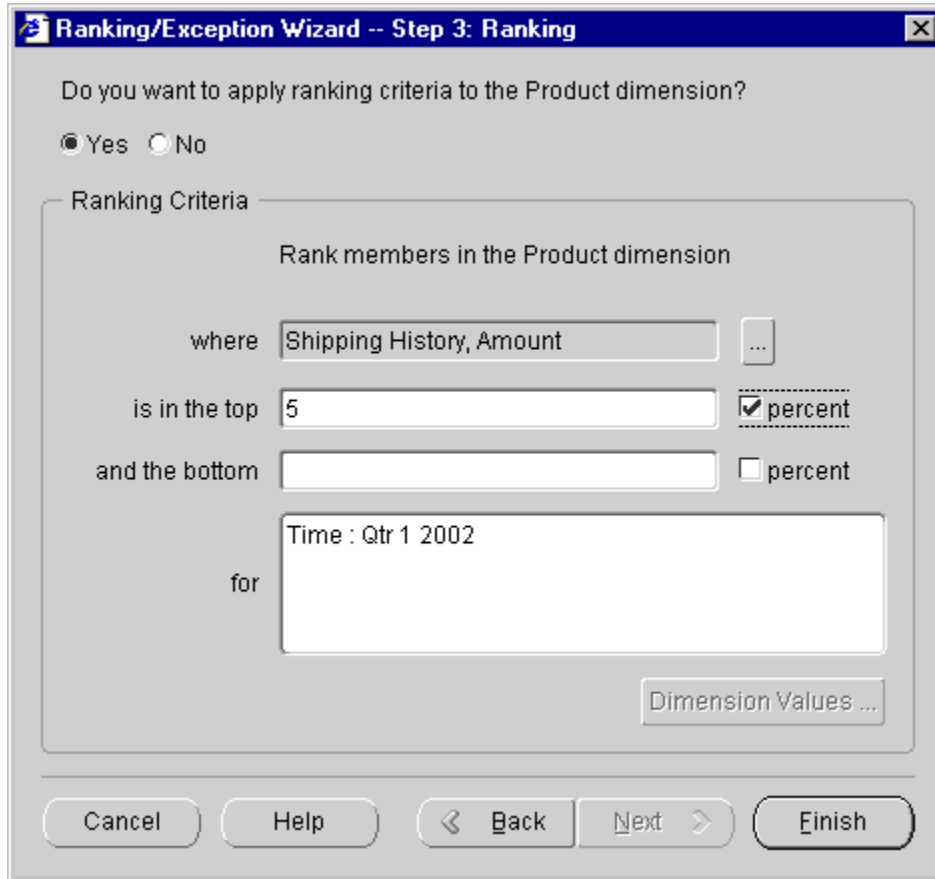 Ranking/Exception Wizard -- Step 3: Ranking
Do you want to apply ranking criteria to the Product dimension?
Yes No
Ranking Criteria
Rank members in the Product dimension
where Shipping History, Amount ...
is in the top 5 percent
and the bottom percent
for Time : Qtr 1 2002
Dimension Values ...
Cancel Help Back Next Finish